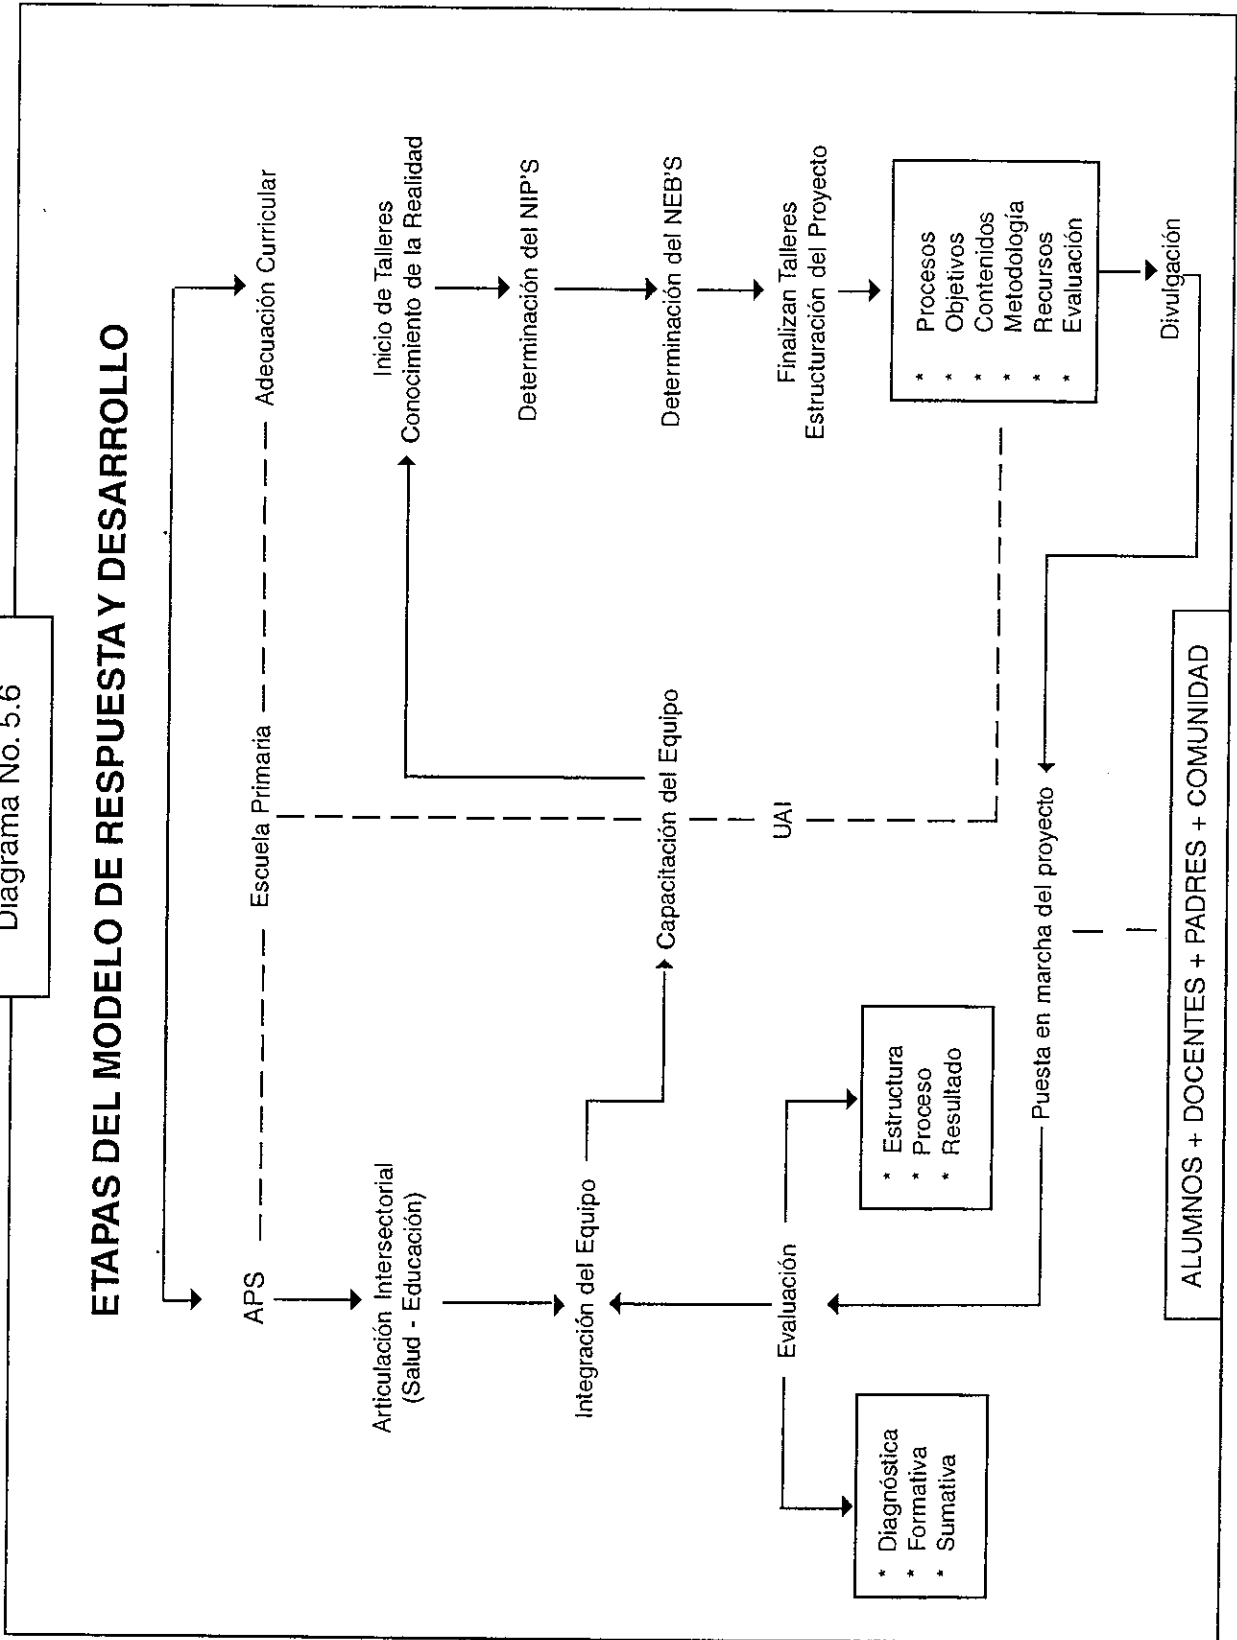 Diagrama No. 5.6
ETAPAS DEL MODELO DE RESPUESTA Y DESARROLLO
APS
Escuela Primaria
Adecuación Curricular
Articulación Intersectorial
(Salud - Educación)
Inicio de Talleres
Conocimiento de la Realidad
Determinación del NIP'S
Integración del Equipo
Capacitación del Equipo
Determinación del NEB'S
UAI
Finalizan Talleres
Estructuración del Proyecto
Evaluación
* Diagnóstica
* Formativa
* Sumativa
* Estructura
* Proceso
* Resultado
* Procesos
* Objetivos
* Contenidos
* Metodología
* Recursos
* Evaluación
Puesta en marcha del proyecto
Divulgación
ALUMNOS + DOCENTES + PADRES + COMUNIDAD